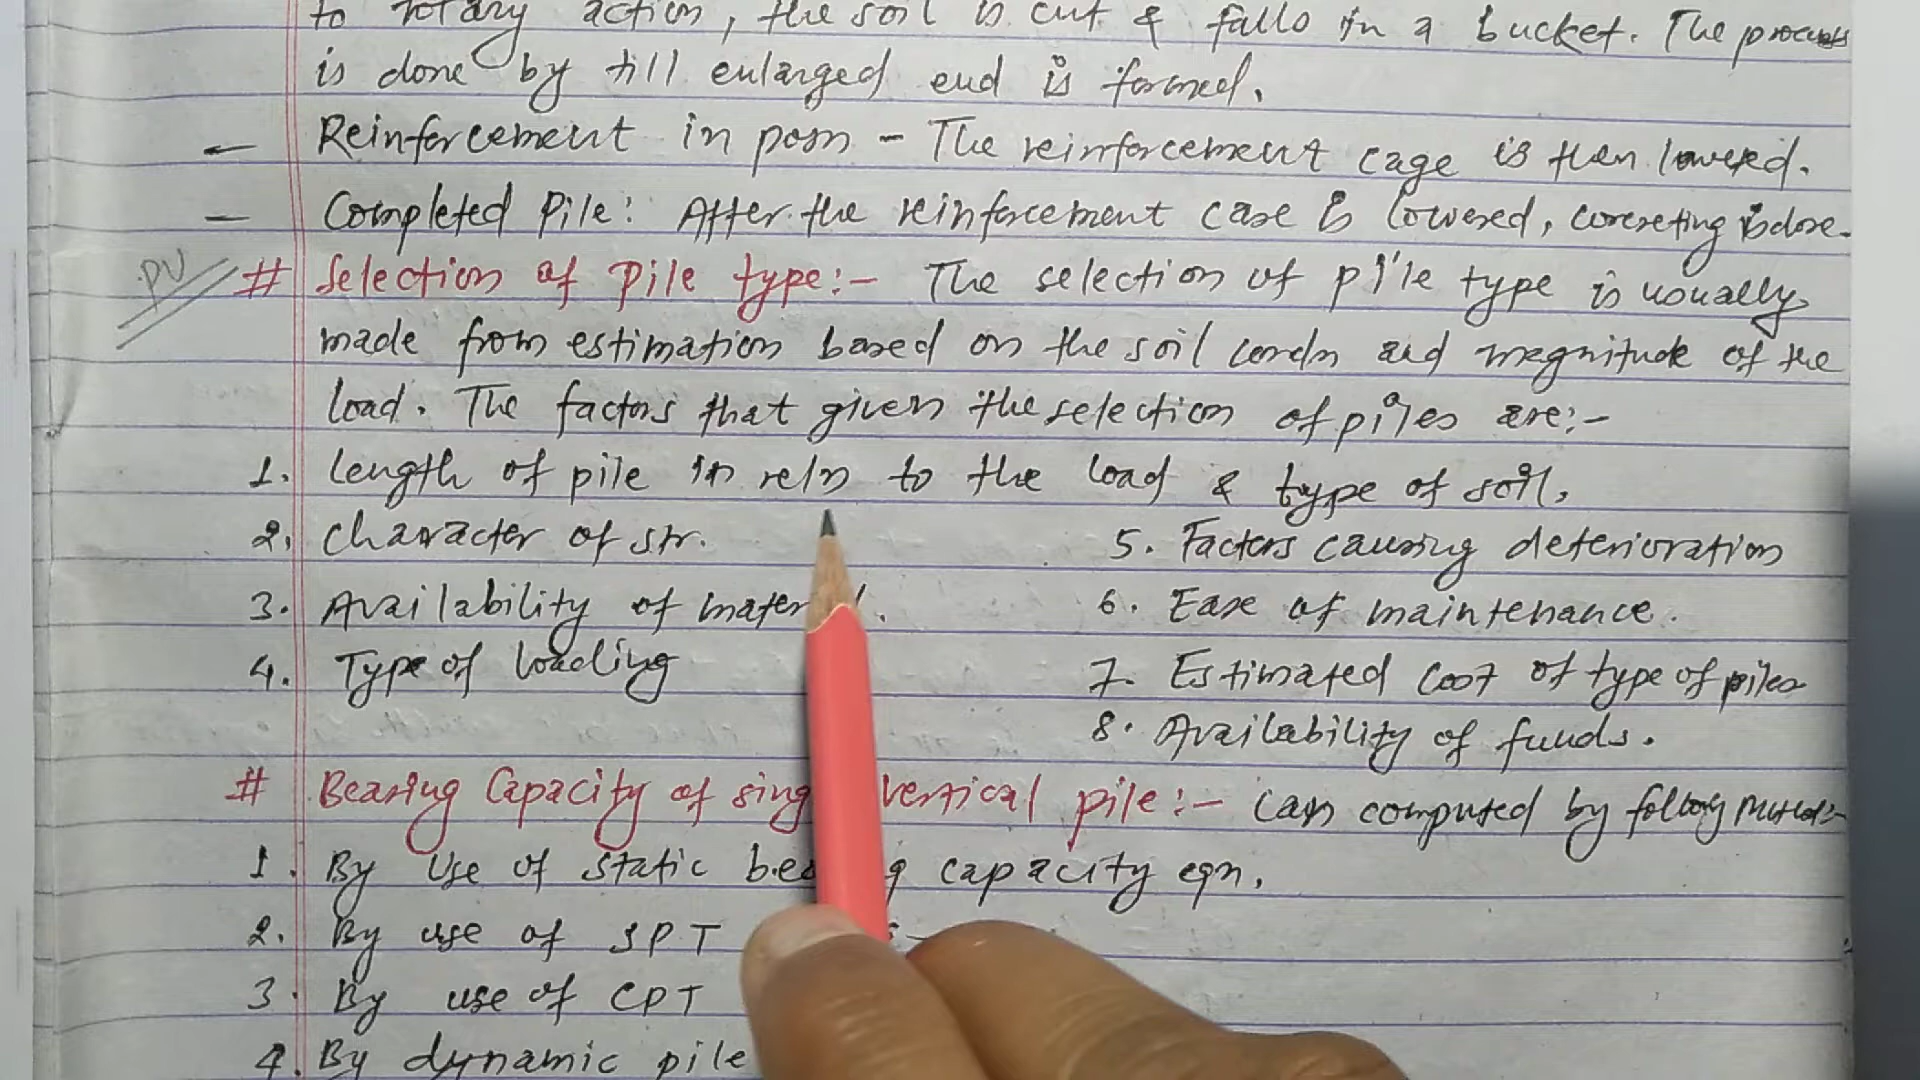 to rotary action, the soil is cut & falls in a bucket. The process
is done by till enlarged end is formed.
- Reinforcement in posn - The reinforcement cage is then lowered.
- Completed Pile: After the reinforcement case is lowered, concreting is done.
PU
# Selection of Pile type:- The selection of pile type is usually
made from estimation based on the soil condn and magnitude of the
load. The factors that given the selection of piles are:-
1. Length of pile in reln to the load & type of soil.
2. Character of str.
3. Availability of mater
4. Type of loading
5. Factors causing deterioration
6. Ease of maintenance.
7. Estimated Cost of type of piles
8. Availability of funds.
# Bearing Capacity of sing vertical pile:- Can computed by
1. By Use of static bea g capacity eqn.
2. By use of SPT
3. By use of CPT
4. By dynamic pile